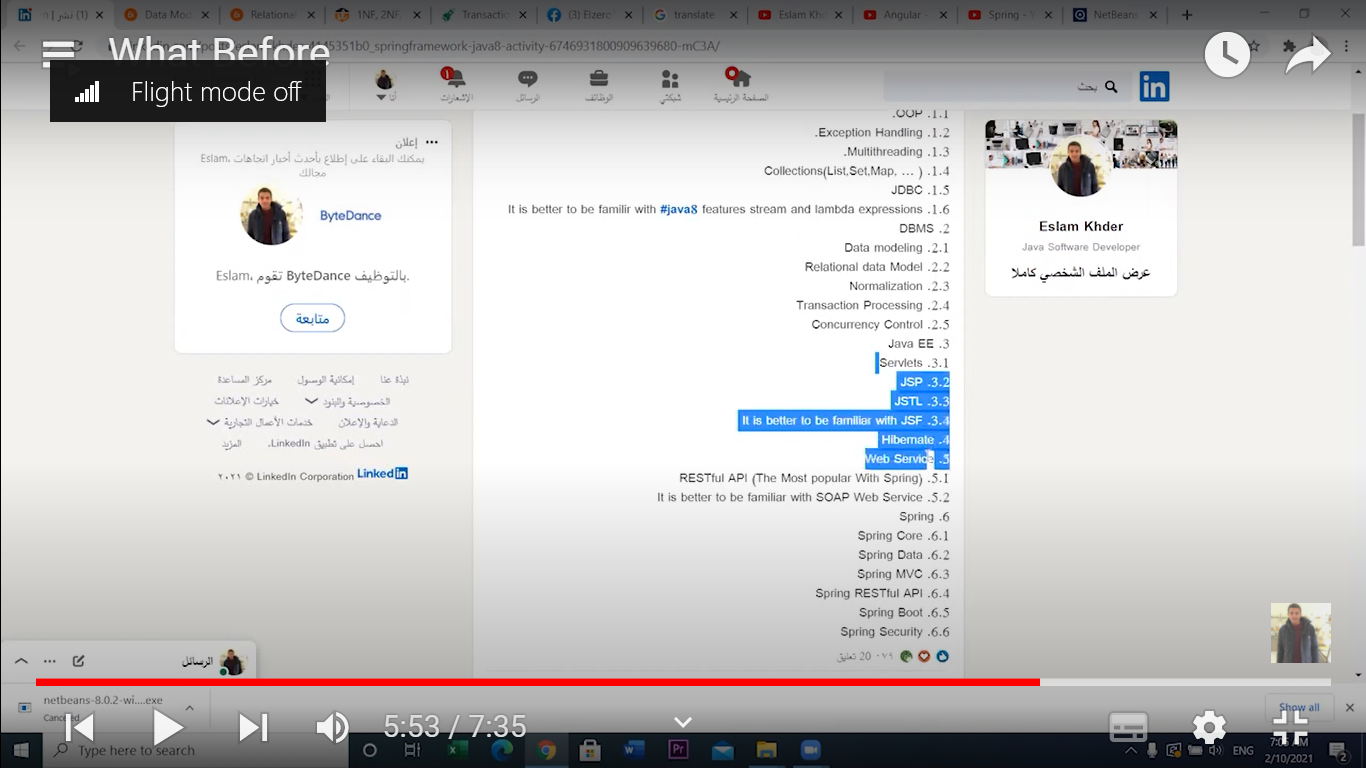 (1) نشر | in
Data Mod
Relational
1NF, 2NF,
Transactio
(3) Elzero
translate
Eslam Kh
Angular -
Spring - Y
NetBeans
What Before
4445351b0_springframework-java8-activity-6746931800909639680-mC3A/
Flight mode off
أنا
الإشعارات
الرسائل
الوظائف
شبكتي
الصفحة الرئيسية
بحث
in
إعلان
Eslam، يمكنك البقاء على إطلاع بأحدث أخبار اتجاهات
مجالك
ByteDance
Eslam، تقوم ByteDance بالتوظيف.
متابعة
نبذة عنا
إمكانية الوصول
مركز المساعدة
الخصوصية والبنود
خيارات الإعلانات
الدعاية والإعلان
خدمات الأعمال التجارية
احصل على تطبيق LinkedIn.
المزيد
LinkedIn
LinkedIn Corporation © ٢٠٢١
.OOP .1.1
.Exception Handling .1.2
.Multithreading .1.3
Collections(List,Set,Map, ... ) .1.4
JDBC .1.5
It is better to be familir with #java8 features stream and lambda expressions .1.6
DBMS .2
Data modeling .2.1
Relational data Model .2.2
Normalization .2.3
Transaction Processing .2.4
Concurrency Control .2.5
Java EE .3
Servlets .3.1
JSP .3.2
JSTL .3.3
It is better to be familiar with JSF .3.4
Hibernate .4
Web Service .5
RESTful API (The Most popular With Spring) .5.1
It is better to be familiar with SOAP Web Service .5.2
Spring .6
Spring Core .6.1
Spring Data .6.2
Spring MVC .6.3
Spring RESTful API .6.4
Spring Boot .6.5
Spring Security .6.6
20 تعليق
Eslam Khder
Java Software Developer
عرض الملف الشخصي كاملا
الرسائل
netbeans-8.0.2-wi....exe
Canceled
Show all
5:53 / 7:35
Type here to search
ENG
7:05 AM
2/10/2021
2